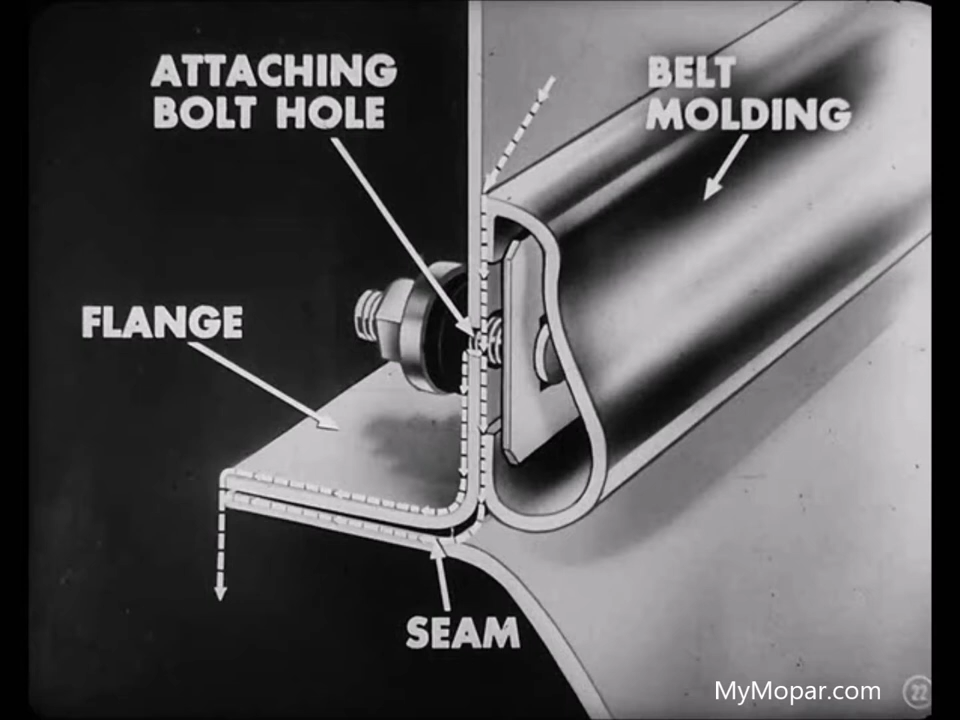 ATTACHING
BOLT HOLE
BELT
MOLDING
FLANGE
SEAM
MyMopar.com
22